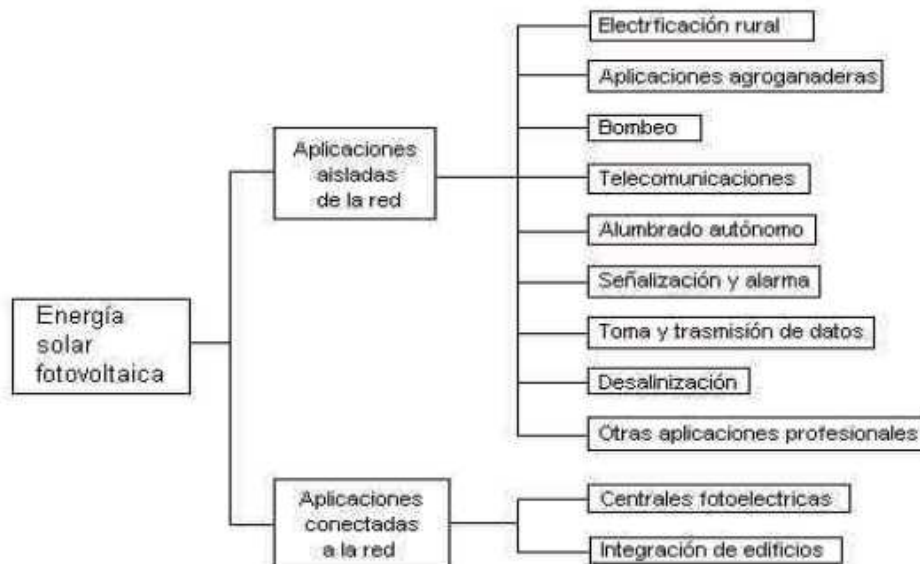 Electrficación rural
Aplicaciones agroganaderas
Bombeo
Aplicaciones
aisladas
de la red
Telecomunicaciones
Alumbrado autónomo
Señalización y alarma
Energía
solar
fotovoltaica
Toma y trasmisión de datos
Desalinización
Otras aplicaciones profesionales
Aplicaciones
conectadas
a la red
Centrales fotoelectricas
Integración de edificios